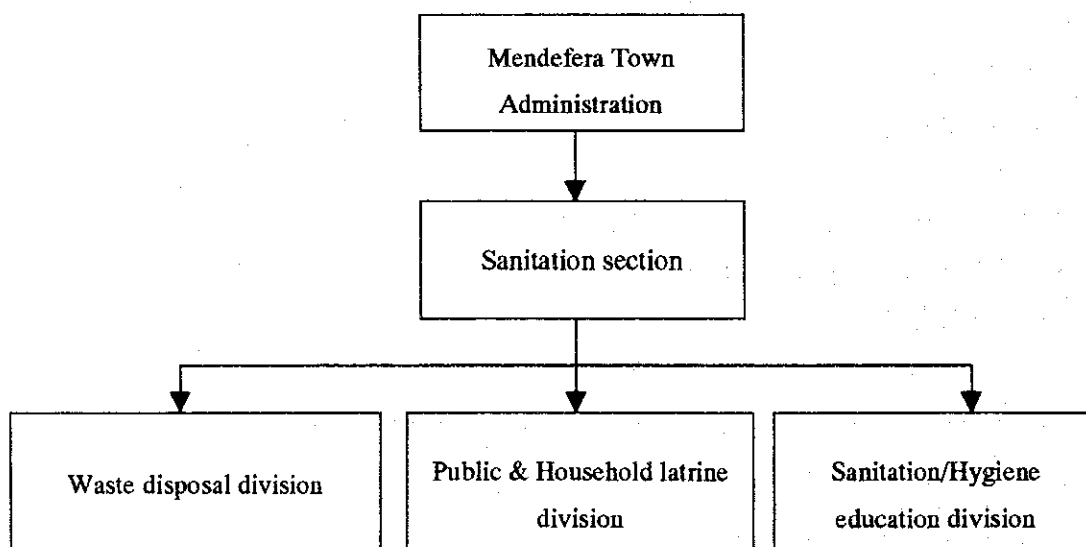 Mendefera Town
Administration
Sanitation section
Waste disposal division
Public & Household latrine
division
Sanitation/Hygiene
education division